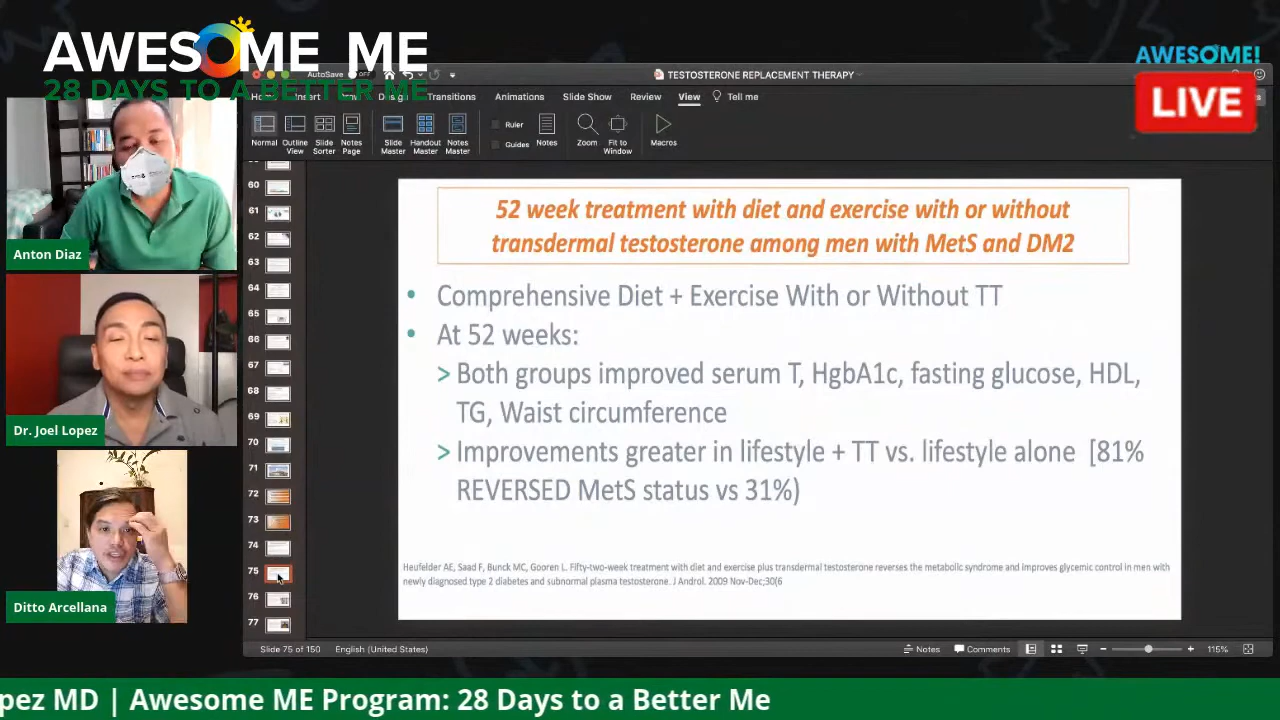 AWESOME ME
28 DAYS TO A BETTER ME
AWESOME!
LIVE
AutoSave
OFF
TESTOSTERONE REPLACEMENT THERAPY
Transitions
Animations
Slide Show
Review
View
Tell me
Normal
Outline View
Slide Sorter
Notes Page
Slide Master
Handout Master
Notes Master
Ruler
Guides
Notes
Zoom
Fit to Window
Macros
Anton Diaz
Dr. Joel Lopez
Ditto Arcellana
60
61
62
63
64
65
66
67
68
69
70
71
72
73
74
75
76
77
52 week treatment with diet and exercise with or without
transdermal testosterone among men with MetS and DM2
• Comprehensive Diet + Exercise With or Without TT
• At 52 weeks:
> Both groups improved serum T, HgbA1c, fasting glucose, HDL,
TG, Waist circumference
> Improvements greater in lifestyle + TT vs. lifestyle alone [81%
REVERSED MetS status vs 31%)
Heufelder AE, Saad F, Bunck MC, Gooren L. Fifty-two-week treatment with diet and exercise plus transdermal testosterone reverses the metabolic syndrome and improves glycemic control in men with
newly diagnosed type 2 diabetes and subnormal plasma testosterone. J Androl. 2009 Nov-Dec;30(6
Slide 75 of 150
English (United States)
Notes
Comments
115%
pez MD | Awesome ME Program: 28 Days to a Better Me